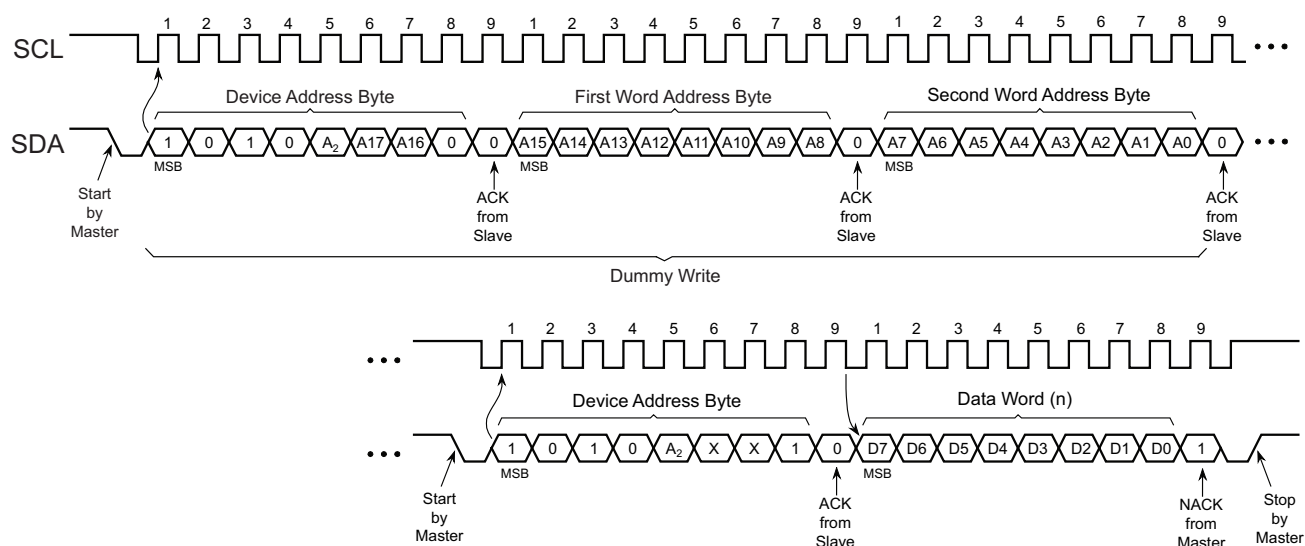 1 2 3 4 5 6 7 8 9 1 2 3 4 5 6 7 8 9 1 2 3 4 5 6 7 8 9
SCL
Device Address Byte First Word Address Byte Second Word Address Byte
SDA 1 0 1 0 A2 A17 A16 0 0 A15 A14 A13 A12 A11 A10 A9 A8 0 A7 A6 A5 A4 A3 A2 A1 A0 0
MSB MSB MSB
Start
by
Master
ACK
from
Slave
ACK
from
Slave
ACK
from
Slave
Dummy Write
1 2 3 4 5 6 7 8 9 1 2 3 4 5 6 7 8 9
Device Address Byte Data Word (n)
1 0 1 0 A2 X X 1 0 D7 D6 D5 D4 D3 D2 D1 D0 1
MSB MSB
Start
by
Master
ACK
from
Slave
NACK
from
Master
Stop
by
Master